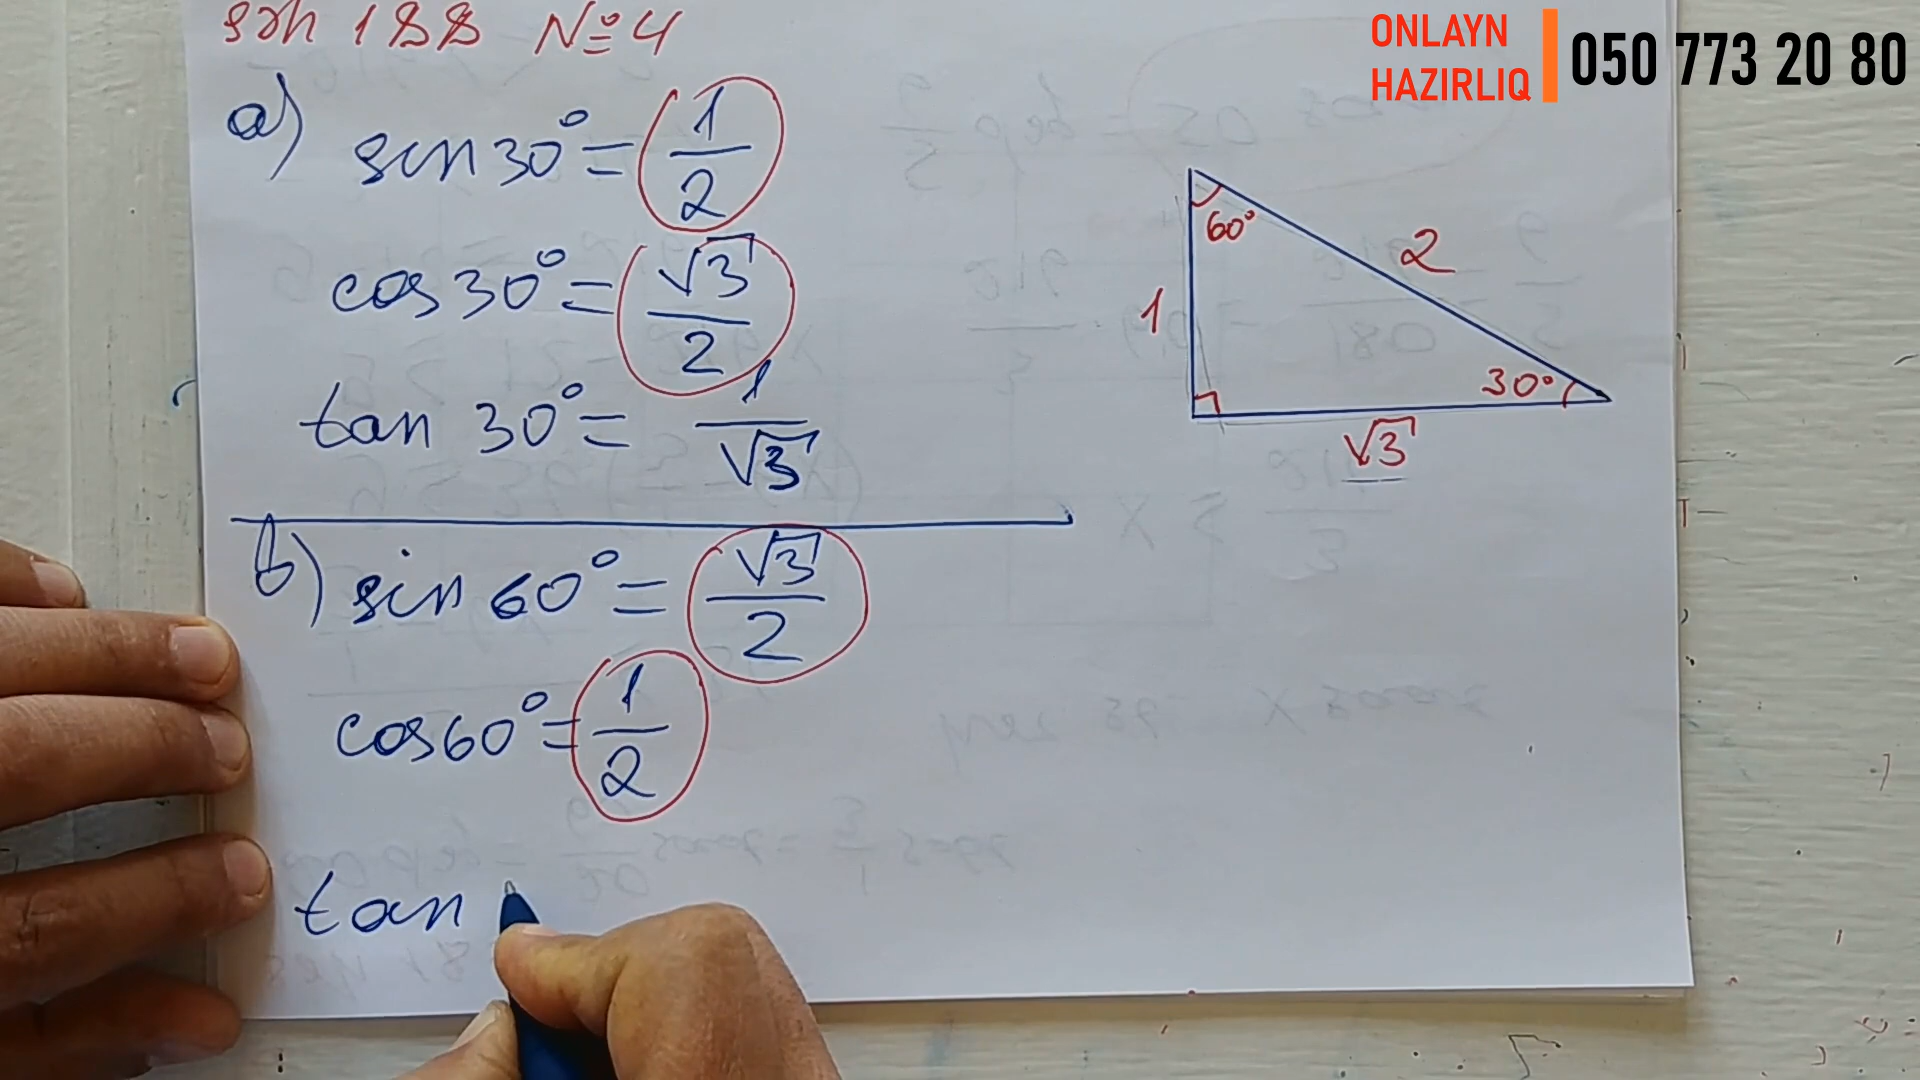 səh 188 №4
ONLAYN
HAZIRLIQ | 050 773 20 80
a) sin 30° = 1/2
cos 30° = √3/2
tan 30° = 1/√3
60°
2
1
30°
√3
b) sin 60° = √3/2
cos 60° = 1/2
tan